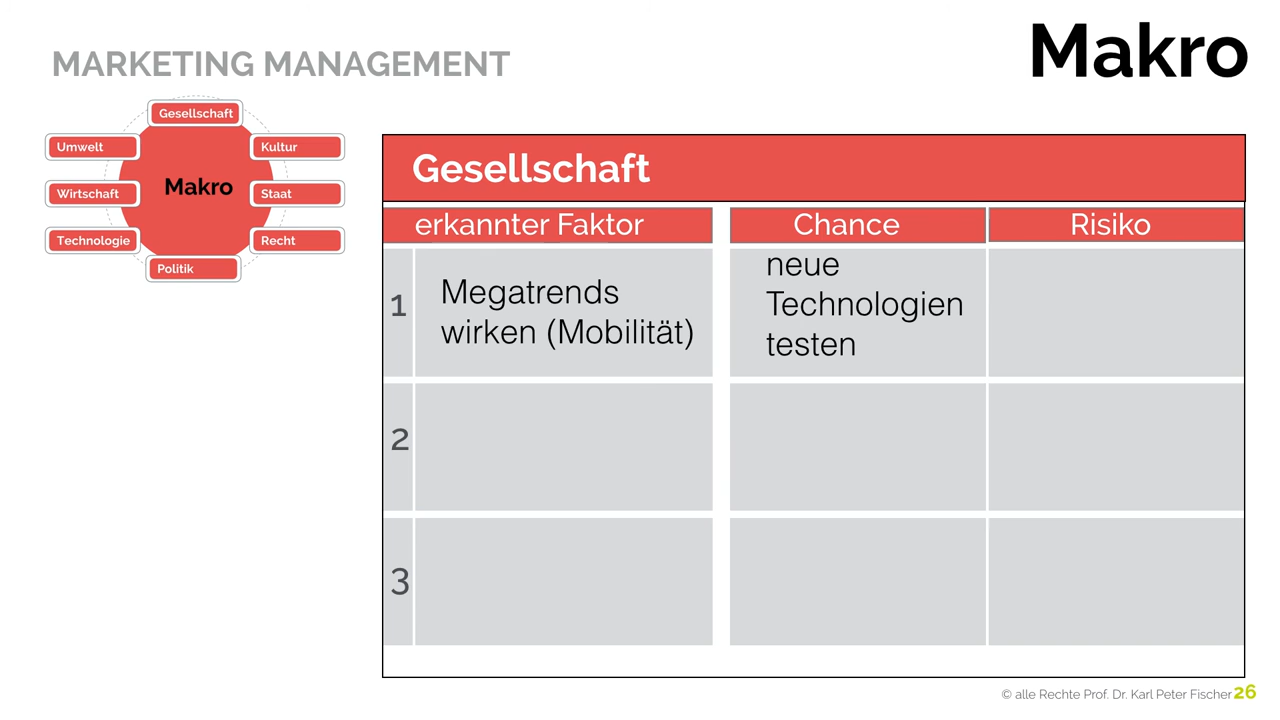 MARKETING MANAGEMENT
Makro
Gesellschaft
Umwelt
Kultur
Makro
Wirtschaft
Staat
Technologie
Recht
Politik
Gesellschaft
erkannter Faktor
Chance
Risiko
1
Megatrends
wirken (Mobilität)
neue
Technologien
testen
2
3
© alle Rechte Prof. Dr. Karl Peter Fischer 26